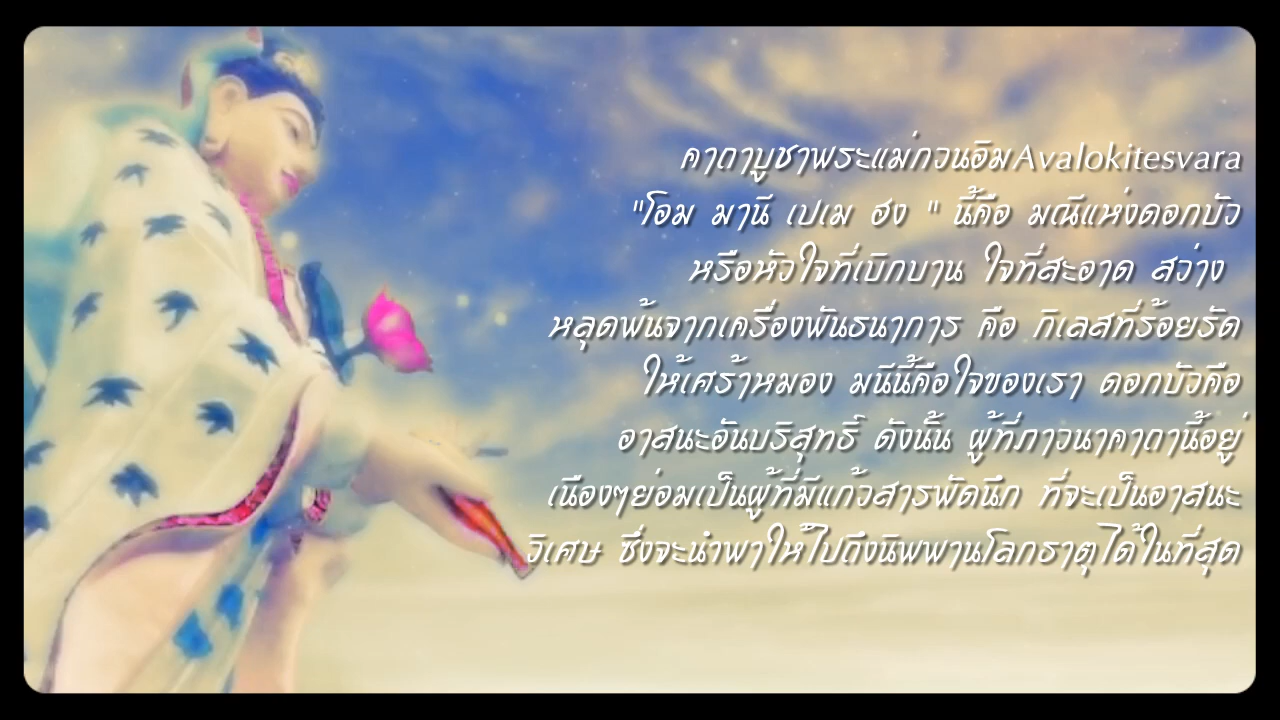 คาถาบูชาพระแม่กวนอิมAvalokitesvara
"โอม มานี เปเม ฮง " นี้คือ มณีแห่งดอกบัว
หรือหัวใจที่เบิกบาน ใจที่สะอาด สว่าง
หลุดพ้นจากเครื่องพันธนาการ คือ กิเลสที่ร้อยรัด
ให้เศร้าหมอง มนีนี้คือใจของเรา ดอกบัวคือ
อาสนะอันบริสุทธิ์ ดังนั้น ผู้ที่ภาวนาคาถานี้อยู่
เนืองๆย่อมเป็นผู้ที่มีแก้วสารพัดนึก ที่จะเป็นอาสนะ
วิเศษ ซึ่งจะนำพาให้ไปถึงนิพพานโลกธาตุได้ในที่สุด